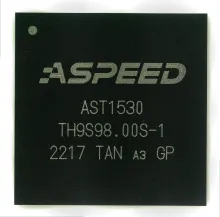 ASPEED
AST1530
TH9S98.00S-1
2217 TAN A3 GP